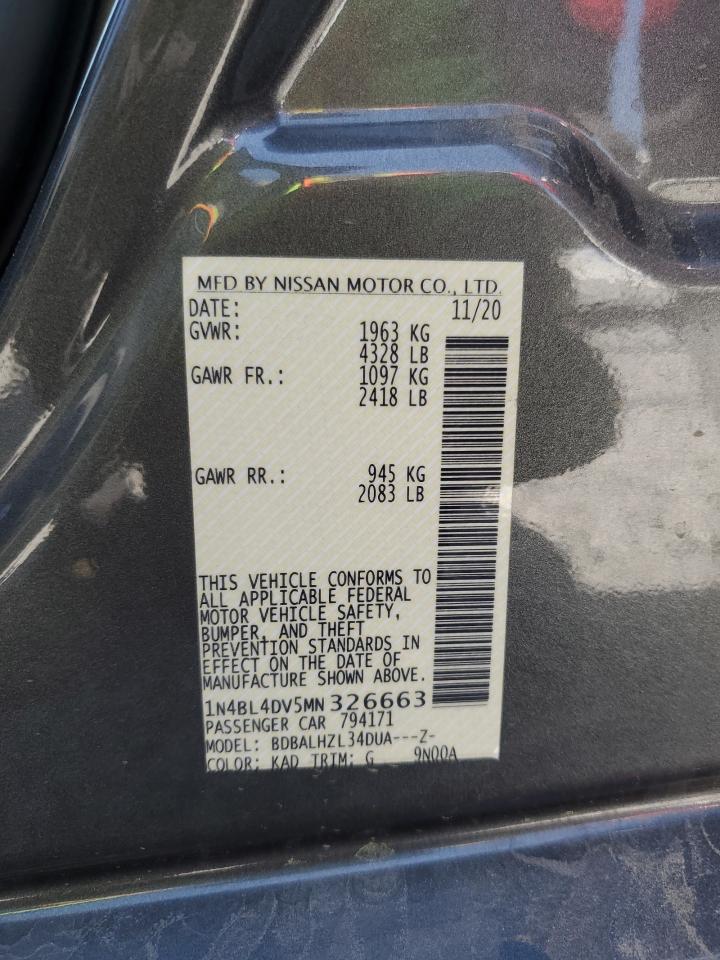 MFD BY NISSAN MOTOR CO., LTD.
DATE: 11/20
GVWR: 1963 KG
4328 LB
GAWR FR.: 1097 KG
2418 LB
GAWR RR.: 945 KG
2083 LB
THIS VEHICLE CONFORMS TO
ALL APPLICABLE FEDERAL
MOTOR VEHICLE SAFETY,
BUMPER, AND THEFT
PREVENTION STANDARDS IN
EFFECT ON THE DATE OF
MANUFACTURE SHOWN ABOVE.
1N4BL4DV5MN326663
PASSENGER CAR 794171
MODEL: BDBALHZL34DUA---Z-
COLOR: KAD TRIM: G 9N00A